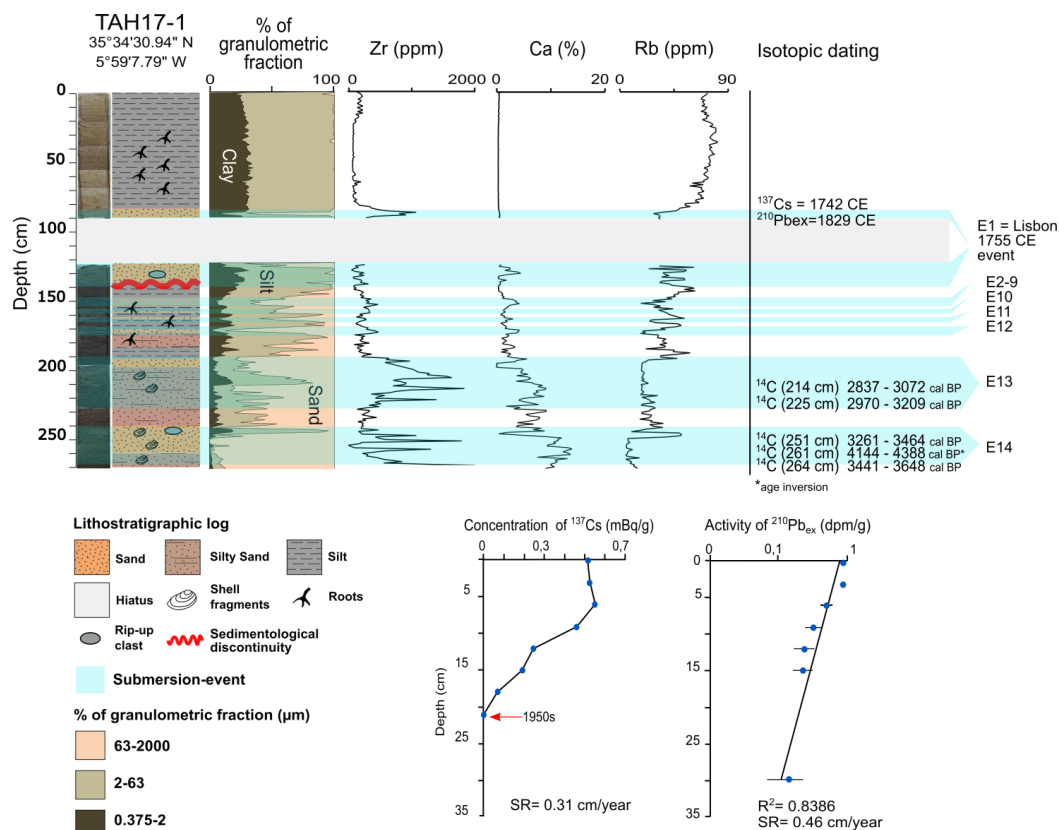 TAH17-1
35°34'30.94" N
5°59'7.79" W
% of
granulometric
fraction
Zr (ppm)
Ca (%)
Rb (ppm)
Isotopic dating
0 100
2000
0 20
0 90
Depth (cm)
0
50
100
150
200
250
Clay
Silt
Sand
¹³⁷Cs = 1742 CE
²¹⁰Pbex=1829 CE
E1 = Lisbon
1755 CE
event
E2-9
E10
E11
E12
¹⁴C (214 cm) 2837 - 3072 cal BP
¹⁴C (225 cm) 2970 - 3209 cal BP
E13
¹⁴C (251 cm) 3261 - 3464 cal BP
¹⁴C (261 cm) 4144 - 4388 cal BP*
¹⁴C (264 cm) 3441 - 3648 cal BP
E14
*age inversion
Lithostratigraphic log
Sand
Silty Sand
Silt
Hiatus
Shell
fragments
Roots
Rip-up
clast
Sedimentological
discontinuity
Submersion-event
% of granulometric fraction (µm)
63-2000
2-63
0.375-2
Concentration of ¹³⁷Cs (mBq/g)
0 0,3 0,7
Depth (cm)
5
15
25
35
1950s
SR= 0.31 cm/year
Activity of ²¹⁰Pbₑₓ (dpm/g)
0 0,1 1
0
5
15
25
35
R²= 0.8386
SR= 0.46 cm/year